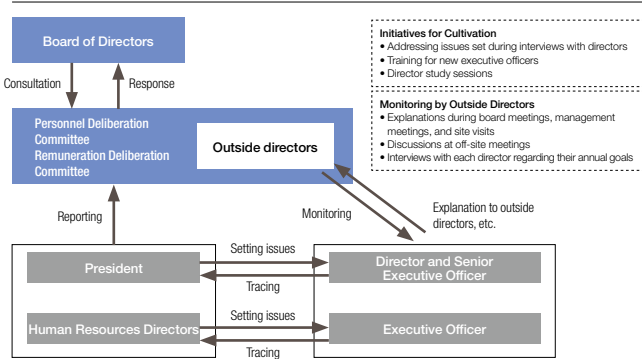 Board of Directors
Consultation
Response
Personnel Deliberation
Committee
Remuneration Deliberation
Committee
Outside directors
Initiatives for Cultivation
• Addressing issues set during interviews with directors
• Training for new executive officers
• Director study sessions
Monitoring by Outside Directors
• Explanations during board meetings, management
meetings, and site visits
• Discussions at off-site meetings
• Interviews with each director regarding their annual goals
Reporting
Monitoring
Explanation to outside
directors, etc.
President
Setting issues
Tracing
Director and Senior
Executive Officer
Human Resources Directors
Setting issues
Tracing
Executive Officer